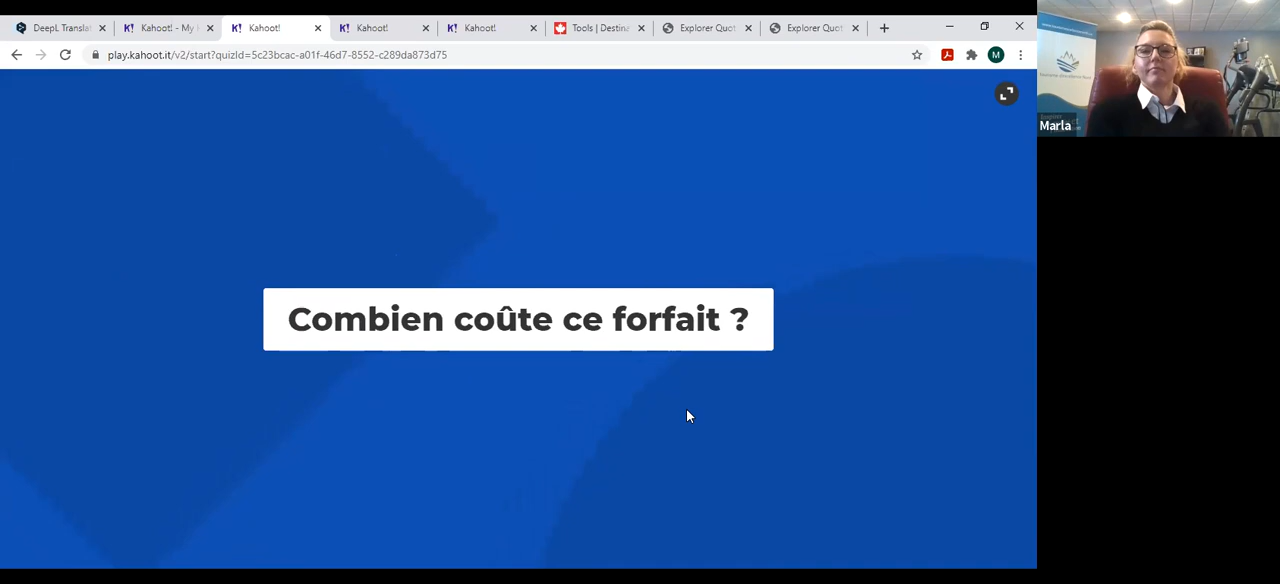 DeepL Translat
Kahoot! - My
Kahoot!
Kahoot!
Kahoot!
Tools | Destina
Explorer Quot
Explorer Quot
play.kahoot.it/v2/start?quizId=5c23bcac-a01f-46d7-8552-c289da873d75
M
Combien coûte ce forfait ?
Marla